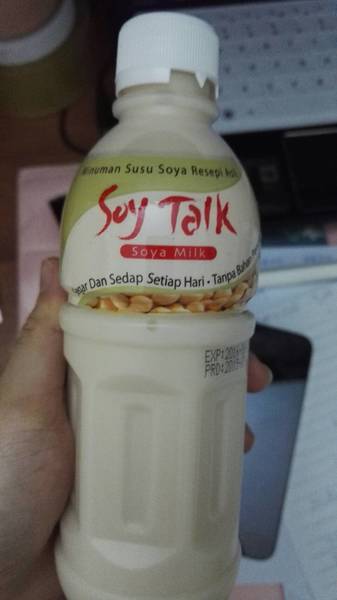 Minuman Susu Soya Resepi Asli
Soy Talk
Soya Milk
Segar Dan Sedap Setiap Hari • Tanpa Bahan
EXP:
PRD: